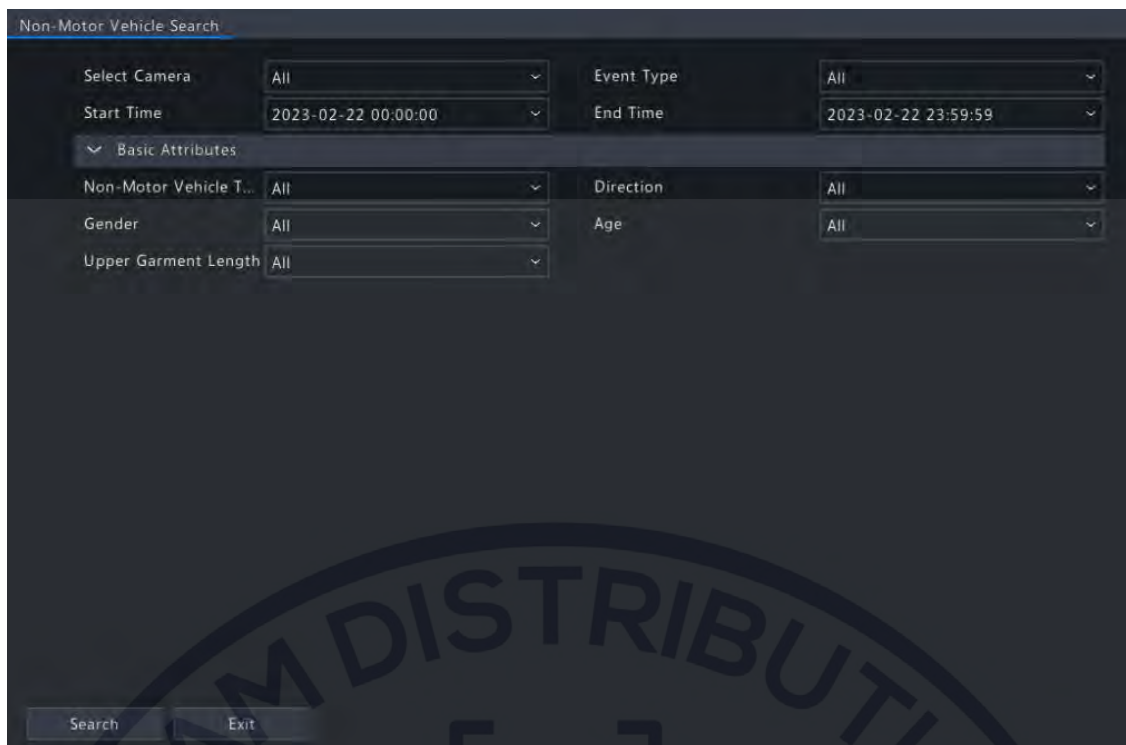 Non-Motor Vehicle Search
Select Camera All Event Type All
Start Time 2023-02-22 00:00:00 End Time 2023-02-22 23:59:59
Basic Attributes
Non-Motor Vehicle T... All Direction All
Gender All Age All
Upper Garment Length All
M DISTRIBUTI
Search Exit